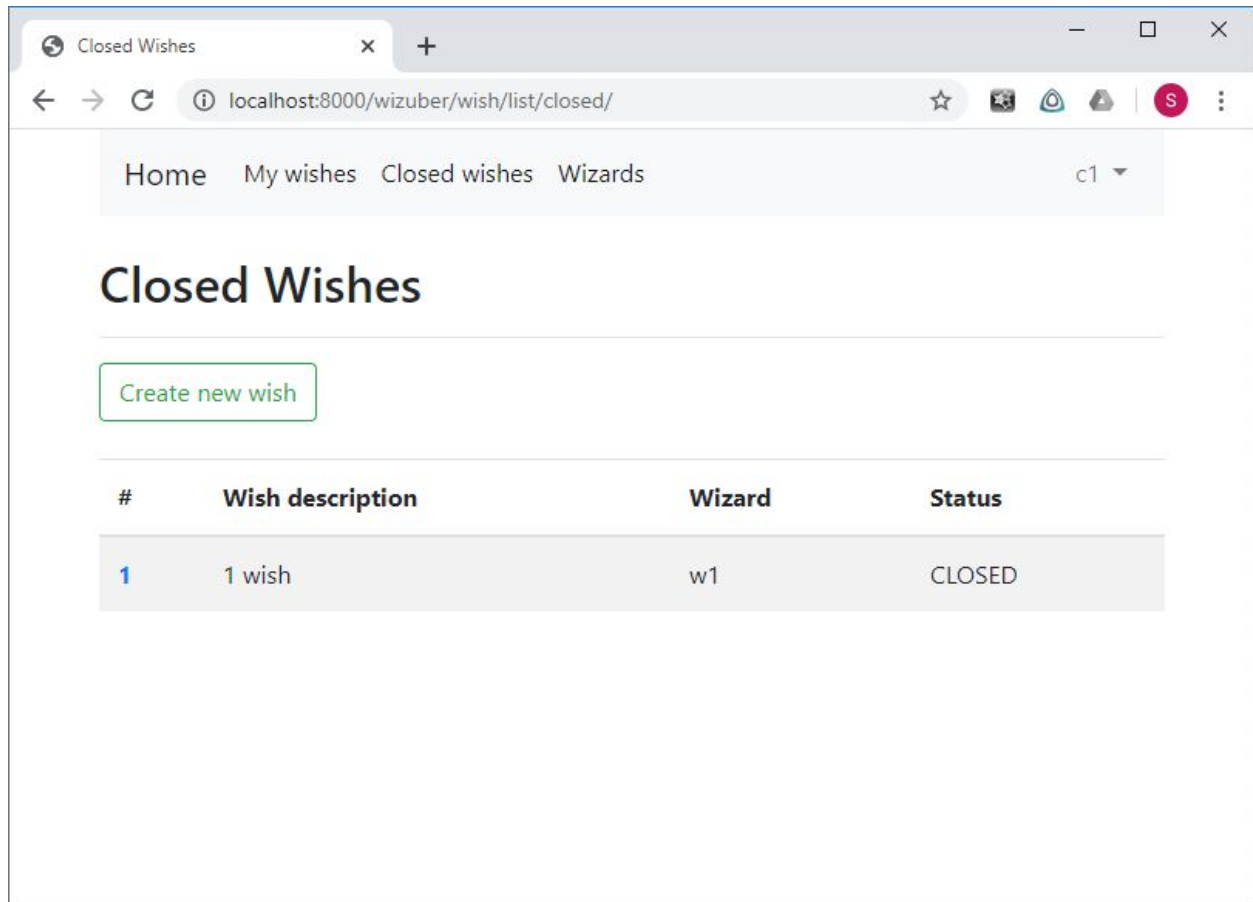 Closed Wishes
localhost:8000/wizuber/wish/list/closed/
S
Home My wishes Closed wishes Wizards c1
Closed Wishes
Create new wish
# Wish description Wizard Status
1 1 wish w1 CLOSED